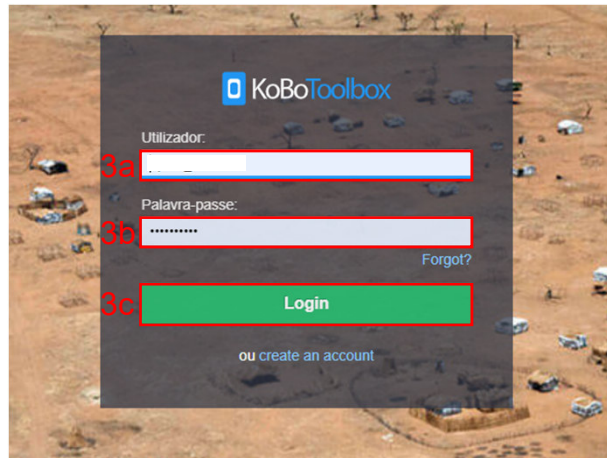 KoBoToolbox
Utilizador:
3a
Palavra-passe:
3b ••••••••••
Forgot?
3c Login
ou create an account